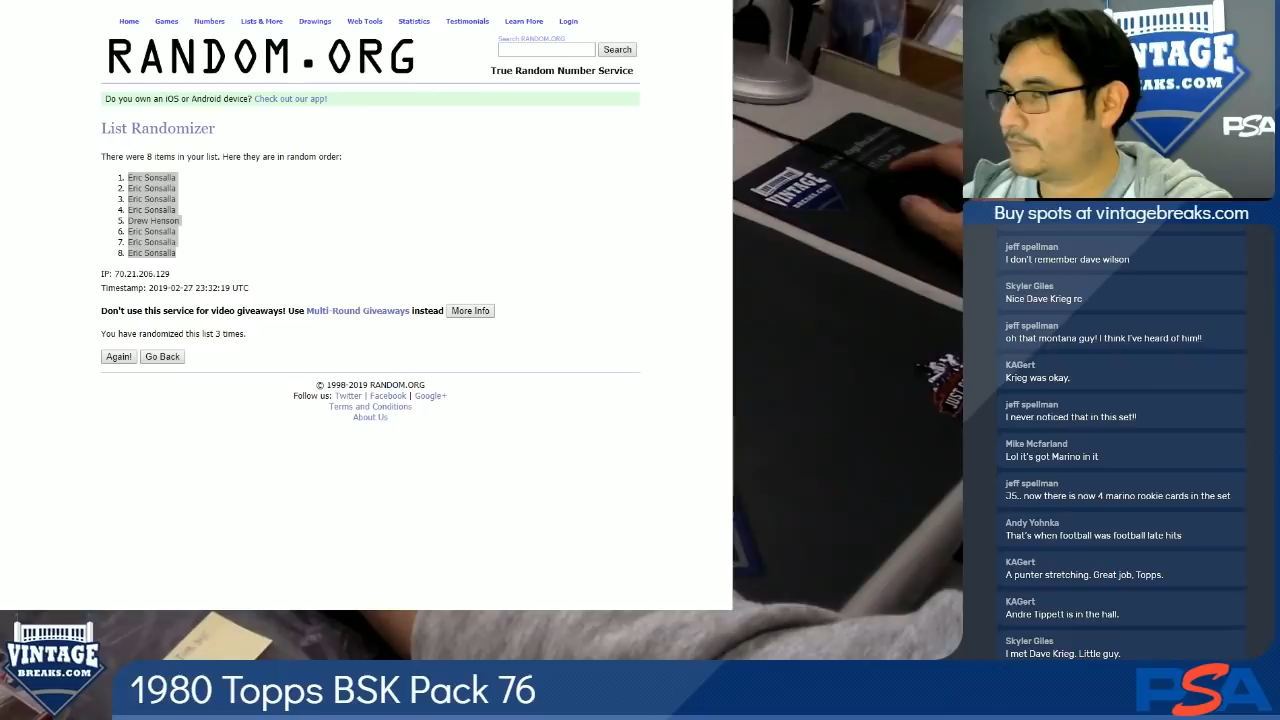 Home Games Numbers Lists & More Drawings Web Tools Statistics Testimonials Learn More Login
RANDOM.ORG
Search RANDOM.ORG
Search
True Random Number Service
Do you own an iOS or Android device? Check out our app!
List Randomizer
There were 8 items in your list. Here they are in random order:
1. Eric Sonsalla
2. Eric Sonsalla
3. Eric Sonsalla
4. Eric Sonsalla
5. Drew Henson
6. Eric Sonsalla
7. Eric Sonsalla
8. Eric Sonsalla
IP: 70.21.206.129
Timestamp: 2019-02-27 23:32:19 UTC
Don't use this service for video giveaways! Use Multi-Round Giveaways instead More Info
You have randomized this list 3 times.
Again! Go Back
© 1998-2019 RANDOM.ORG
Follow us: Twitter | Facebook | Google+
Terms and Conditions
About Us
VINTAGE
VINTAGE
BREAKS.COM
PSA
Buy spots at vintagebreaks.com
jeff spellman
I don't remember dave wilson
Skyler Giles
Nice Dave Krieg rc
jeff spellman
oh that montana guy! I think I've heard of him!!
KAGert
Krieg was okay.
jeff spellman
I never noticed that in this set!!
Mike Mcfarland
Lol it's got Marino in it
jeff spellman
J5.. now there is now 4 marino rookie cards in the set
Andy Yohnka
That's when football was football late hits
KAGert
A punter stretching. Great job, Topps.
KAGert
Andre Tippett is in the hall.
Skyler Giles
I met Dave Krieg. Little guy.
VINTAGE
BREAKS.COM
1980 Topps BSK Pack 76
PSA